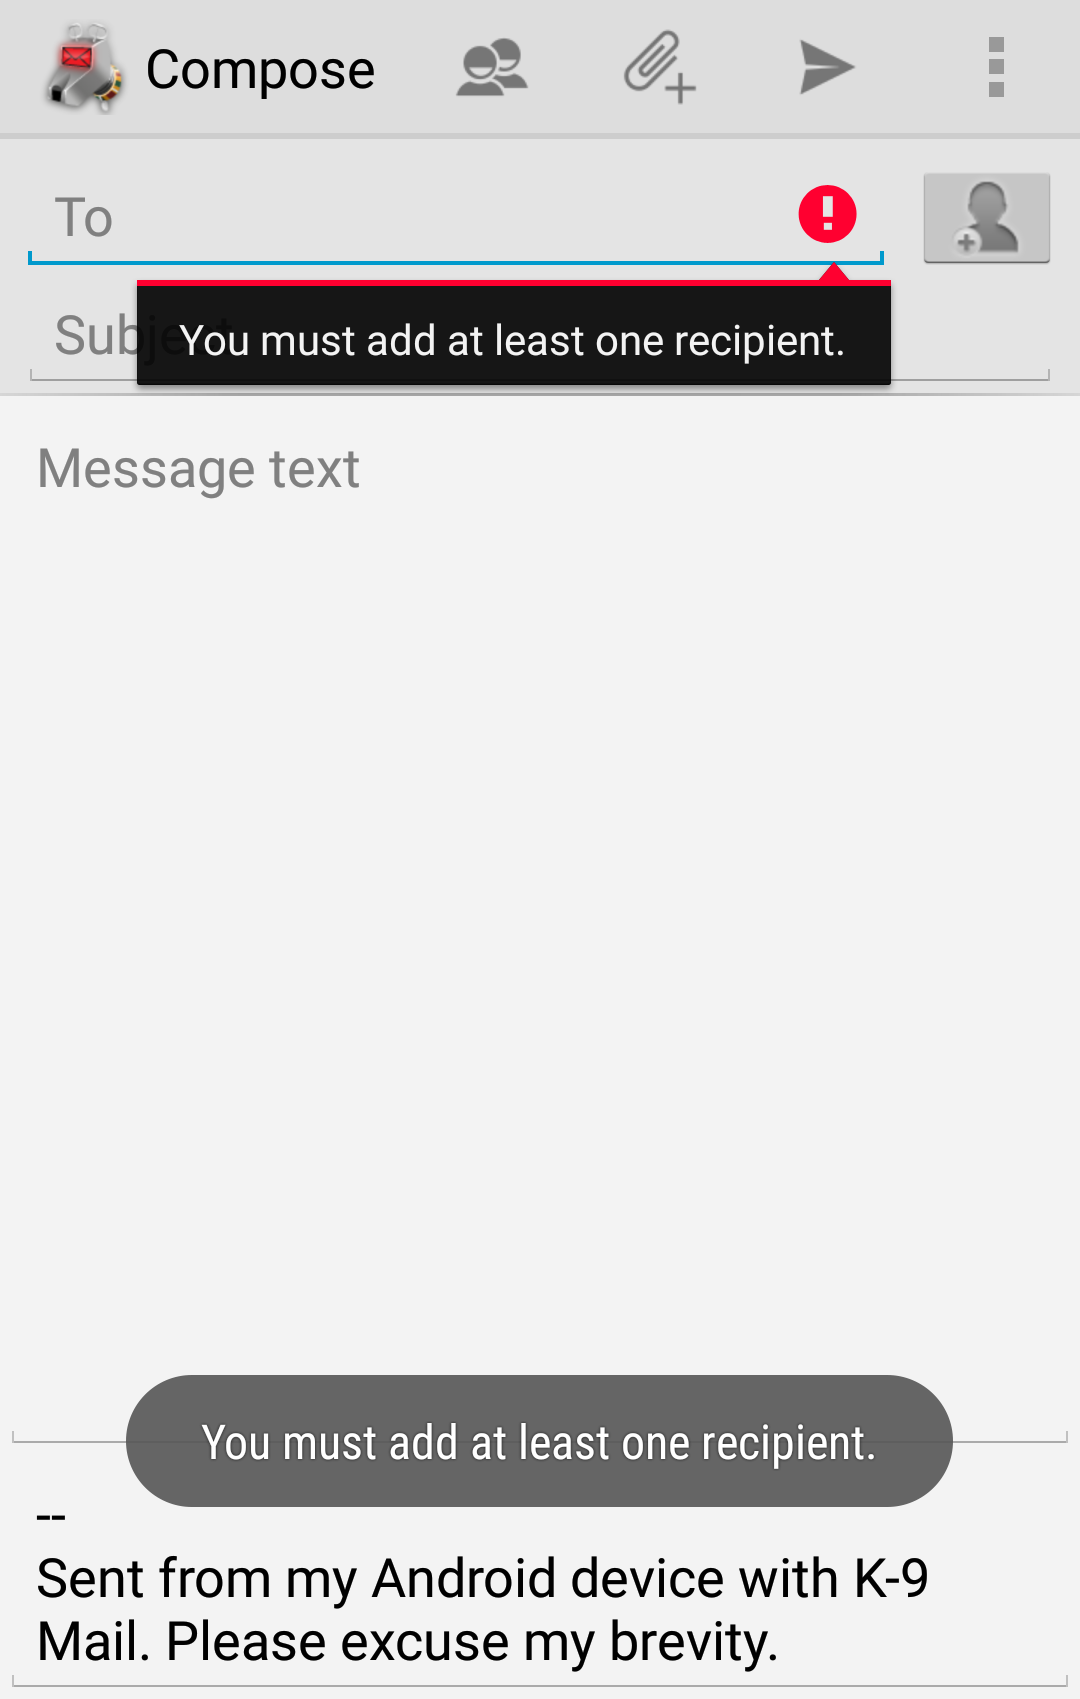 Compose
To
Subject
You must add at least one recipient.
Message text
You must add at least one recipient.
--
Sent from my Android device with K-9
Mail. Please excuse my brevity.